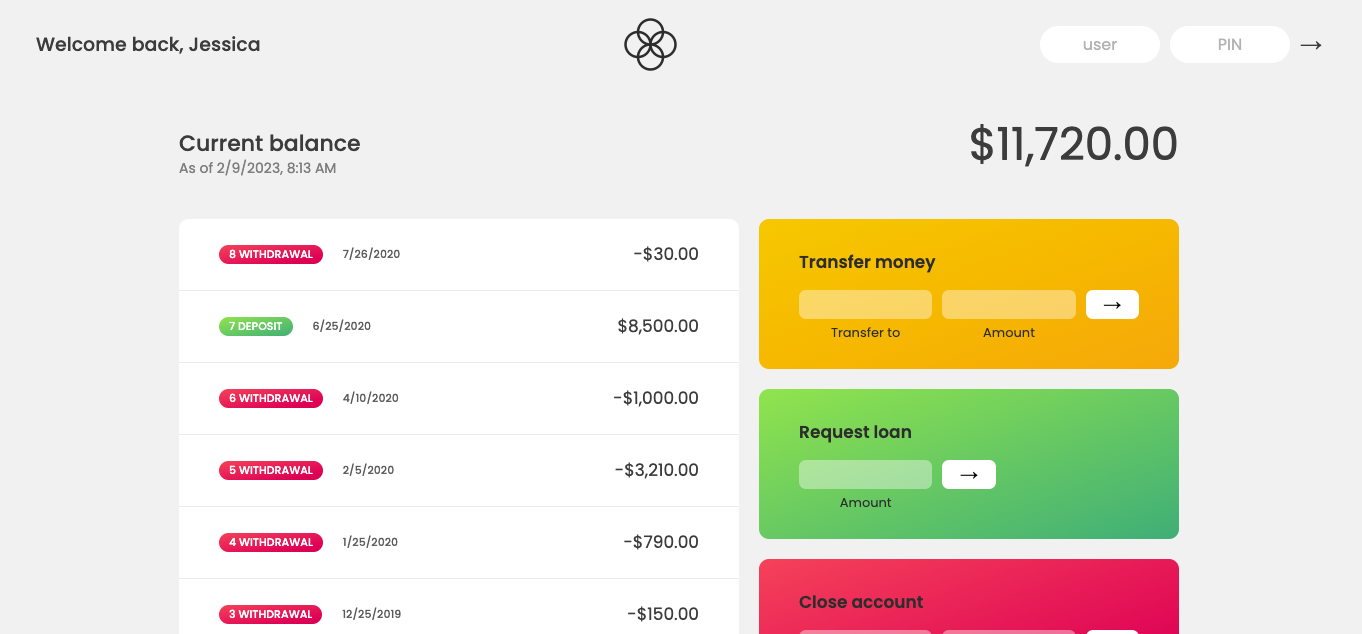 Welcome back, Jessica
user
PIN
→
Current balance
As of 2/9/2023, 8:13 AM
$11,720.00
8 WITHDRAWAL 7/26/2020 -$30.00
7 DEPOSIT 6/25/2020 $8,500.00
6 WITHDRAWAL 4/10/2020 -$1,000.00
5 WITHDRAWAL 2/5/2020 -$3,210.00
4 WITHDRAWAL 1/25/2020 -$790.00
3 WITHDRAWAL 12/25/2019 -$150.00
Transfer money
→
Transfer to Amount
Request loan
→
Amount
Close account